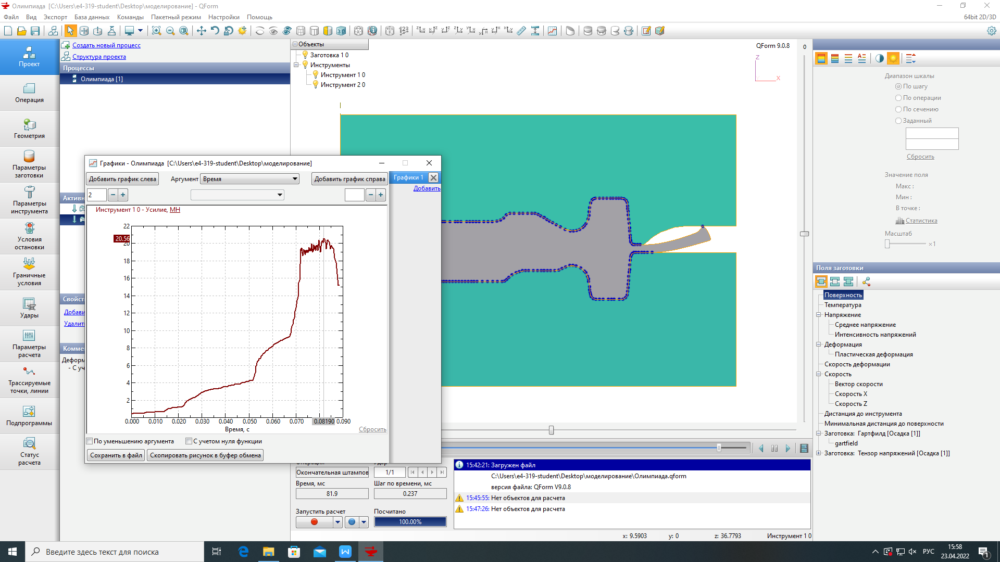 Олимпиада  [C:\Users\e4-319-student\Desktop\моделирование] - QForm
Файл Вид Экспорт База данных Команды Пакетный режим Настройки Помощь
64bit 2D/3D
Проект
Операция
Геометрия
Параметры
заготовки
Параметры
инструмента
Условия
остановки
Граничные
условия
Удары
Параметры
расчета
Трассируемые
точки, линии
Подпрограммы
Статус
расчета
Создать новый процесс
Структура проекта
Процессы
Олимпиада [1]
Активн
Свойст
Добави
Удалит
Комме
Деформ
- С уч
Объекты
Заготовка 1 0
Инструменты
Инструмент 1 0
Инструмент 2 0
QForm 9.0.8
Z
X
0
Графики - Олимпиада  [C:\Users\e4-319-student\Desktop\моделирование]
Добавить график слева
Аргумент
Время
Добавить график справа
Графики 1
Добавить
2
Инструмент 1 0 - Усилие, МН
22
20.56
20
18
16
14
12
10
8
6
4
2
0.000 0.010 0.020 0.030 0.040 0.050 0.060 0.070 0.08190 0.090
Время, с
Сбросить
По уменьшению аргумента
С учетом нуля функции
Сохранить в файл
Скопировать рисунок в буфер обмена
Окончательная штампов
1/1
Время, мс
Шаг по времени, мс
81.9
0.237
Запустить расчет
Посчитано
100.00%
15:42:21: Загружен файл
C:\Users\e4-319-student\Desktop\моделирование\Олимпиада.qform
версия файла: QForm V9.0.8
15:45:55: Нет объектов для расчета
15:47:26: Нет объектов для расчета
x: 9.5903
y: 0
z: 36.7793
Инструмент 1 0
Диапазон шкалы
По шагу
По операции
По сечению
Заданный
Сбросить
Значение поля
Макс :
Мин :
В точке :
Статистика
Масштаб
×1
Поля заготовки
Поверхность
Температура
Напряжение
Среднее напряжение
Интенсивность напряжений
Деформация
Пластическая деформация
Скорость деформации
Скорость
Вектор скорости
Скорость X
Скорость Z
Дистанция до инструмента
Минимальная дистанция до поверхности
Заготовка:  Гартфилд [Осадка [1]]
gartfield
Заготовка:  Тензор напряжений [Осадка [1]]
Введите здесь текст для поиска
РУС
15:58
23.04.2022
1